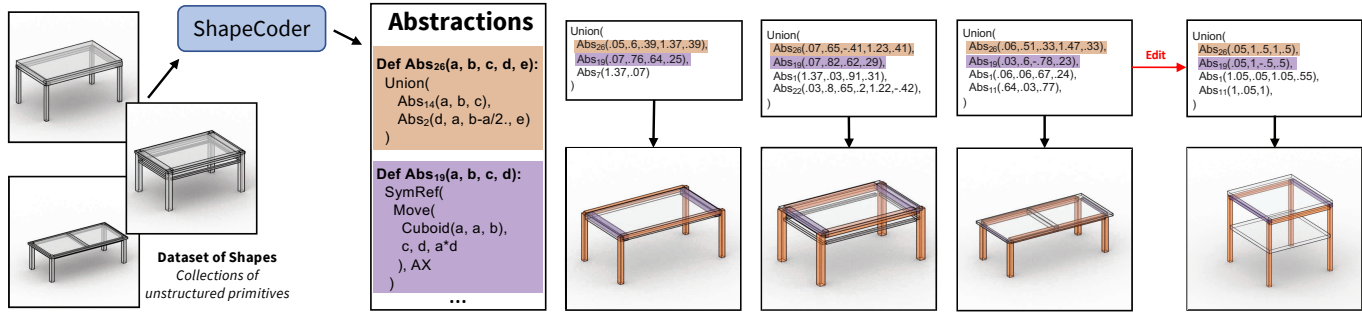 ShapeCoder
Dataset of Shapes
Collections of
unstructured primitives
Abstractions
Def Abs₂₆(a, b, c, d, e):
Union(
Abs₁₄(a, b, c),
Abs₂(d, a, b-a/2., e)
)
Def Abs₁₉(a, b, c, d):
SymRef(
Move(
Cuboid(a, a, b),
c, d, a*d
), AX
)
...
Union(
Abs₂₆(.05,.6,.39,1.37,.39),
Abs₁₉(.07,.76,.64,.25),
Abs₇(1.37,.07)
)
Union(
Abs₂₆(.07,.65,-.41,1.23,.41),
Abs₁₉(.07,.82,.62,.29),
Abs₁(1.37,.03,.91,.31),
Abs₂₂(.03,.8,.65,.2,1.22,-.42),
)
Union(
Abs₂₆(.06,.51,.33,1.47,.33),
Abs₁₉(.03,.6,-.78,.23),
Abs₁(.06,.06,.67,.24),
Abs₁₁(.64,.03,.77),
)
Edit
Union(
Abs₂₆(.05,1,.5,1,.5),
Abs₁₉(.05,1,-.5,.5),
Abs₁(1.05,.05,1.05,.55),
Abs₁₁(1,.05,1),
)